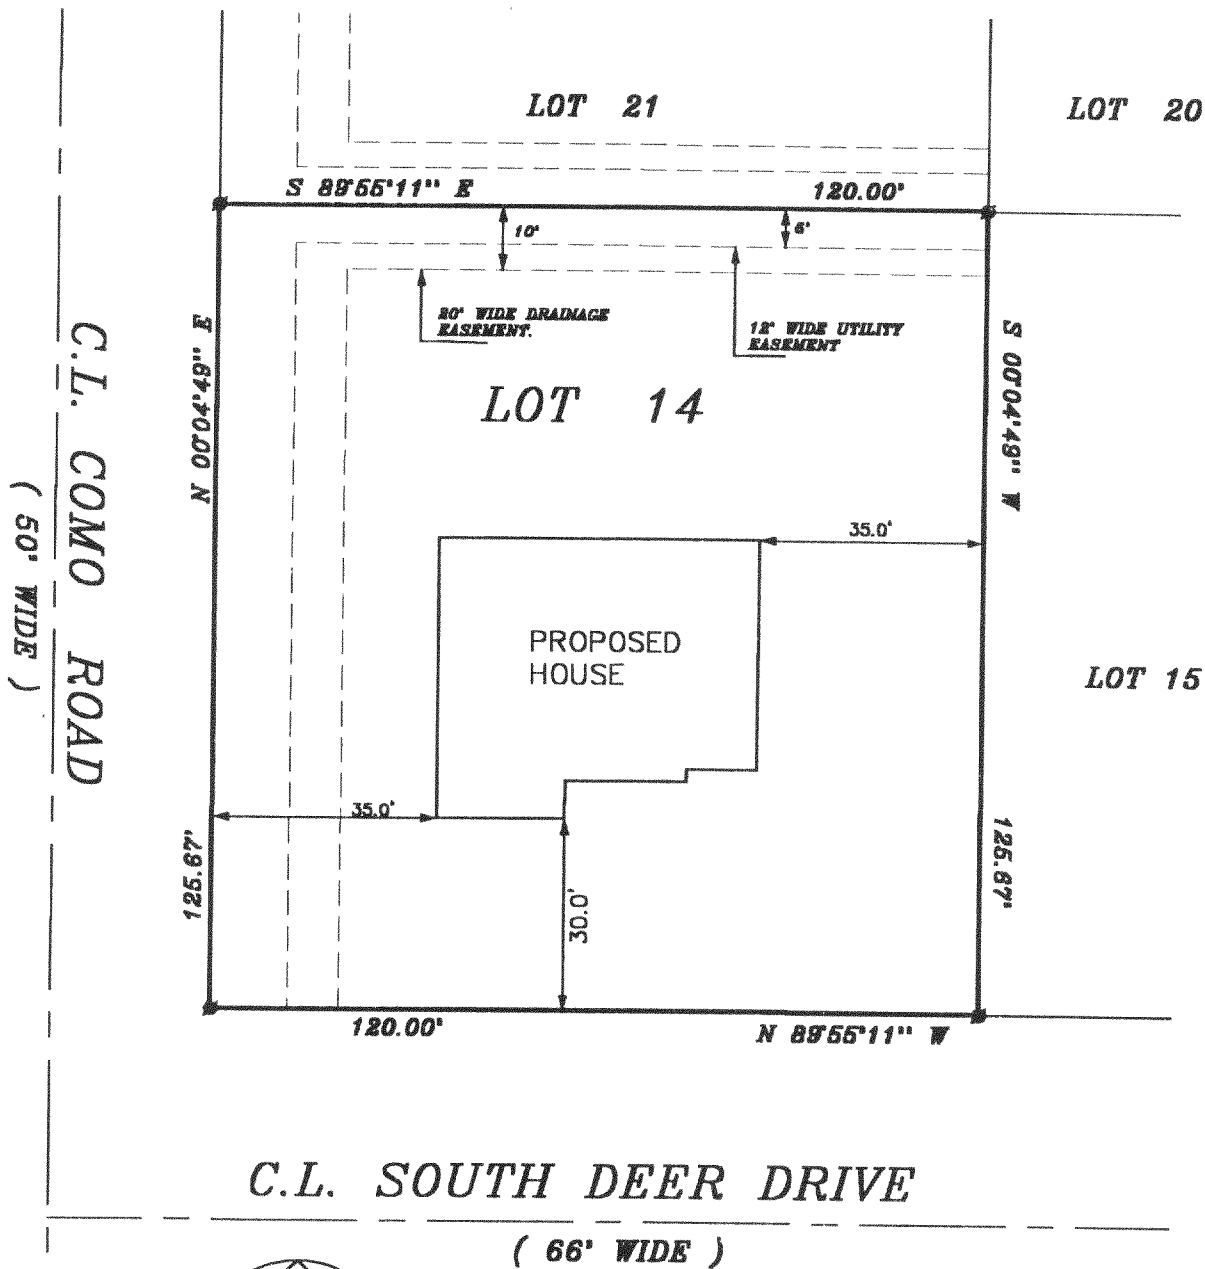 LOT 21
LOT 20
S 89°55'11" E
120.00'
10'
6'
20' WIDE DRAINAGE
EASEMENT.
12' WIDE UTILITY
EASEMENT
N 00°04'49" E
S 00°04'49" W
LOT 14
C.L. COMO ROAD
( 50' WIDE )
35.0'
PROPOSED
HOUSE
LOT 15
35.0'
125.67'
125.67'
30.0'
120.00'
N 89°55'11" W
C.L. SOUTH DEER DRIVE
( 66' WIDE )